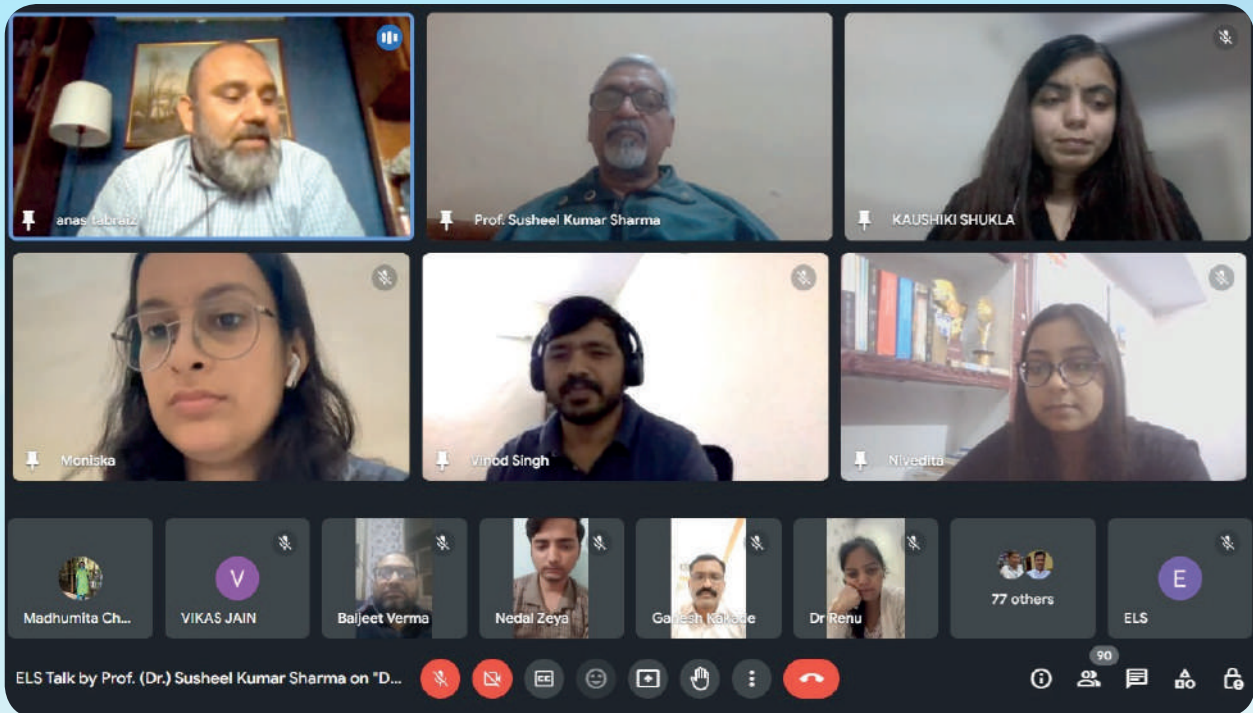 anas tabraiz
Prof. Susheel Kumar Sharma
KAUSHIKI SHUKLA
Moniska
Vinod Singh
Nivedita
V
77 others
E
Madhumita Ch...
VIKAS JAIN
Baljeet Verma
Nedal Zeya
Ganesh Kakade
Dr Renu
ELS
90
ELS Talk by Prof. (Dr.) Susheel Kumar Sharma on "D...
CC